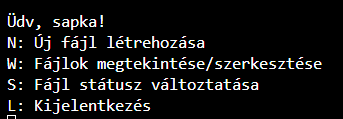 Üdv, sapka!
N: Új fájl létrehozása
W: Fájlok megtekintése/szerkesztése
S: Fájl státusz változtatása
L: Kijelentkezés